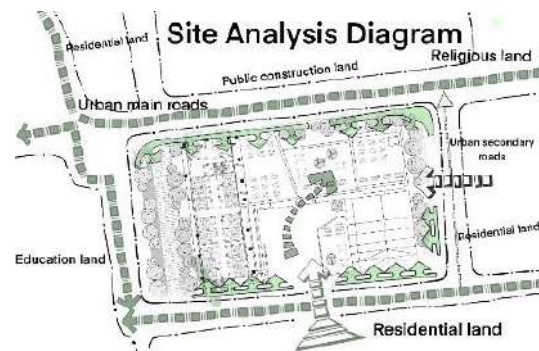 Site Analysis Diagram
Residential land
Religious land
Public construction land
Urban main roads
Urban secondary
roads
Residential land
Education land
Residential land